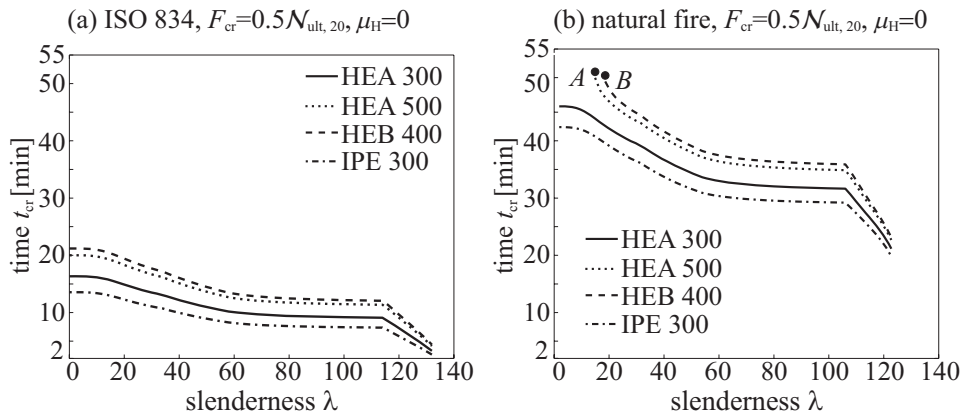 (a) ISO 834, F_cr=0.5N_ult, 20, μ_H=0
55
50
40
30
20
10
2
time t_cr [min]
HEA 300
HEA 500
HEB 400
IPE 300
0 20 40 60 80 100 120 140
slenderness λ
(b) natural fire, F_cr=0.5N_ult, 20, μ_H=0
55
50
40
30
20
10
2
time t_cr [min]
A B
HEA 300
HEA 500
HEB 400
IPE 300
0 20 40 60 80 100 120 140
slenderness λ